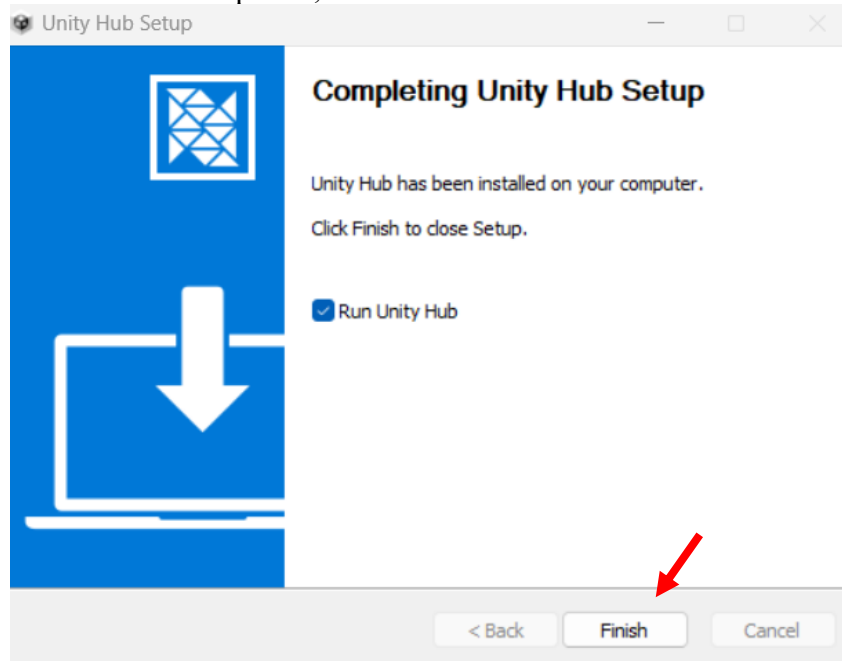 Unity Hub Setup
Completing Unity Hub Setup
Unity Hub has been installed on your computer.
Click Finish to close Setup.
Run Unity Hub
< Back Finish Cancel